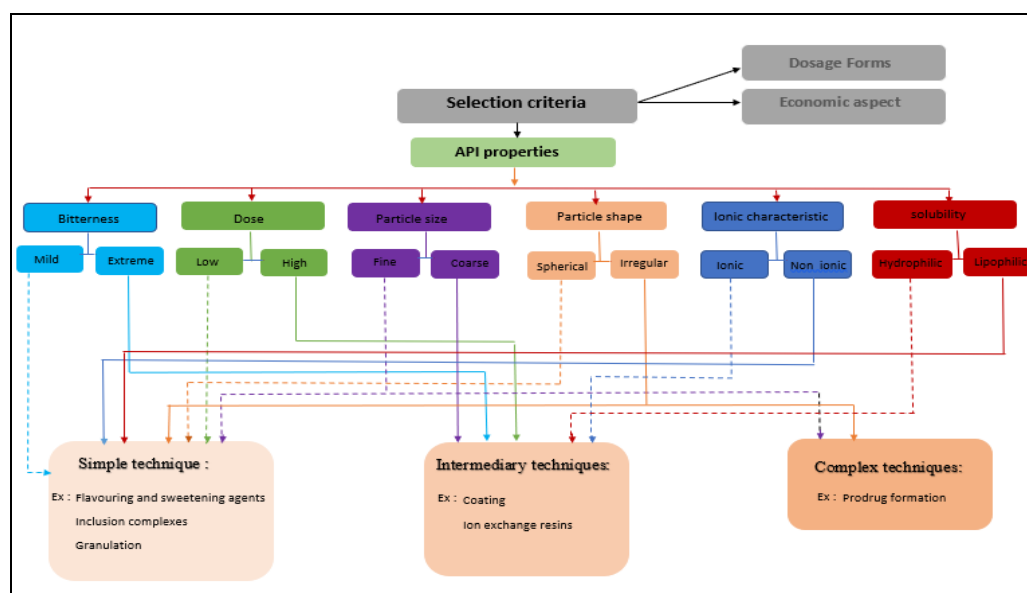 Dosage Forms
Selection criteria
Economic aspect
API properties
Bitterness
Dose
Particle size
Particle shape
Ionic characteristic
solubility
Mild
Extreme
Low
High
Fine
Coarse
Spherical
Irregular
Ionic
Non_ionic
Hydrophilic
Lipophilic
Simple technique :
Ex : Flavouring and sweetening agents
Inclusion complexes
Granulation
Intermediary techniques:
Ex : Coating
Ion exchange resins
Complex techniques:
Ex : Prodrug formation